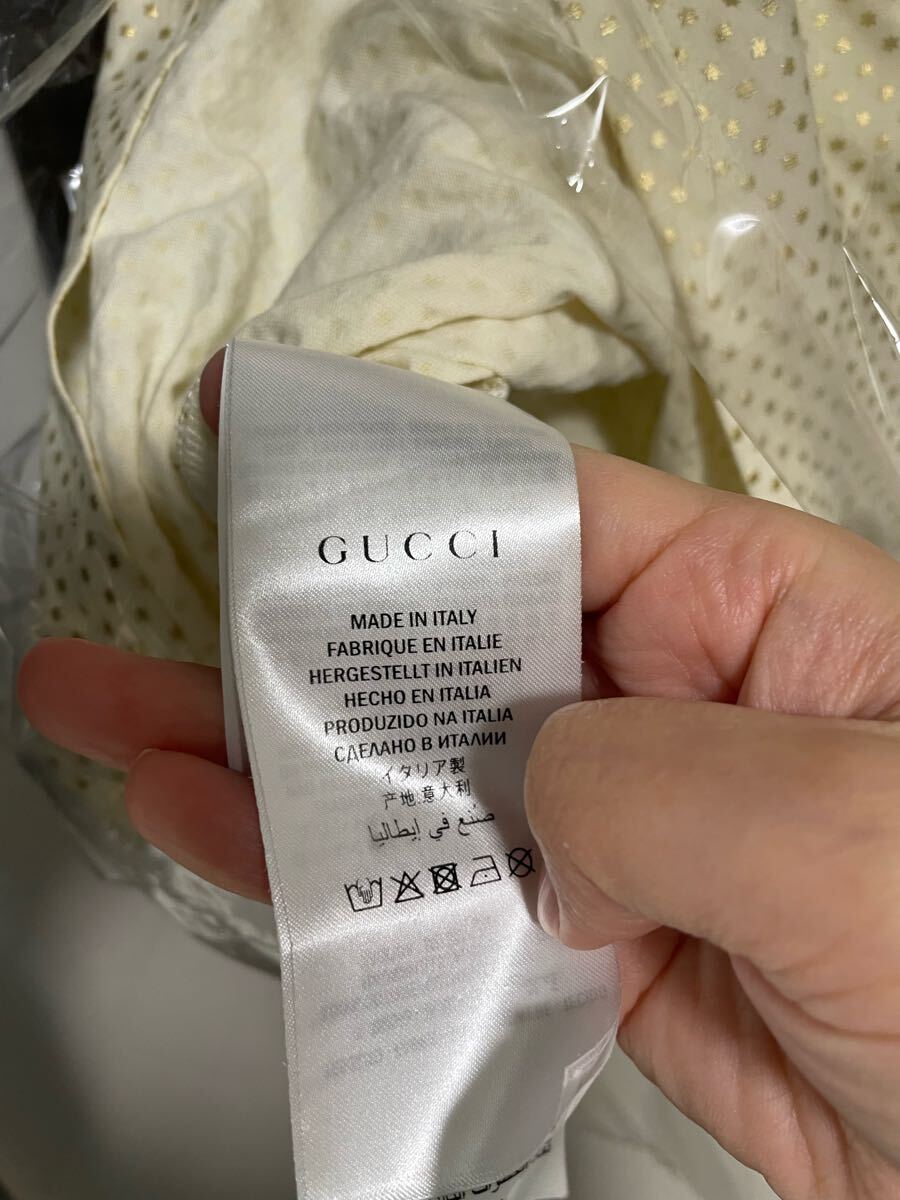 GUCCI
MADE IN ITALY
FABRIQUE EN ITALIE
HERGESTELLT IN ITALIEN
HECHO EN ITALIA
PRODUZIDO NA ITALIA
СДЕЛАНО В ИТАЛИИ
イタリア製
产地:意大利
صنع في إيطاليا